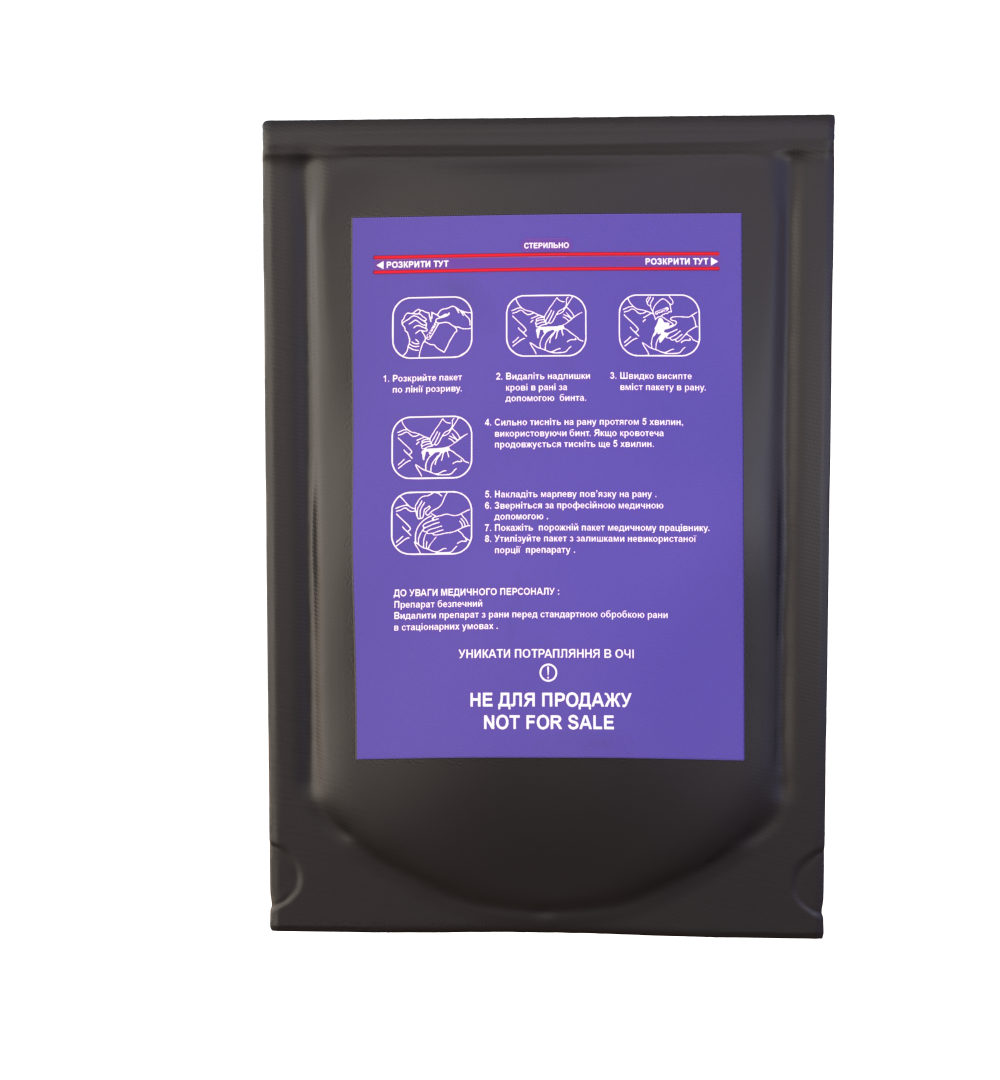 СТЕРИЛЬНО
◄ РОЗКРИТИ ТУТ РОЗКРИТИ ТУТ ►
1. Розкрийте пакет
по лінії розриву.
2. Видаліть надлишки
крові в рані за
допомогою бинта.
3. Швидко висипте
вміст пакету в рану.
4. Сильно тисніть на рану протягом 5 хвилин,
використовуючи бинт. Якщо кровотеча
продовжується тисніть ще 5 хвилин.
5. Накладіть марлеву пов'язку на рану .
6. Зверніться за професійною медичною
допомогою .
7. Покажіть порожній пакет медичному працівнику.
8. Утилізуйте пакет з залишками невикористаної
порції препарату .
ДО УВАГИ МЕДИЧНОГО ПЕРСОНАЛУ :
Препарат безпечний
Видалити препарат з рани перед стандартною обробкою рани
в стаціонарних умовах .
УНИКАТИ ПОТРАПЛЯННЯ В ОЧІ
!
НЕ ДЛЯ ПРОДАЖУ
NOT FOR SALE